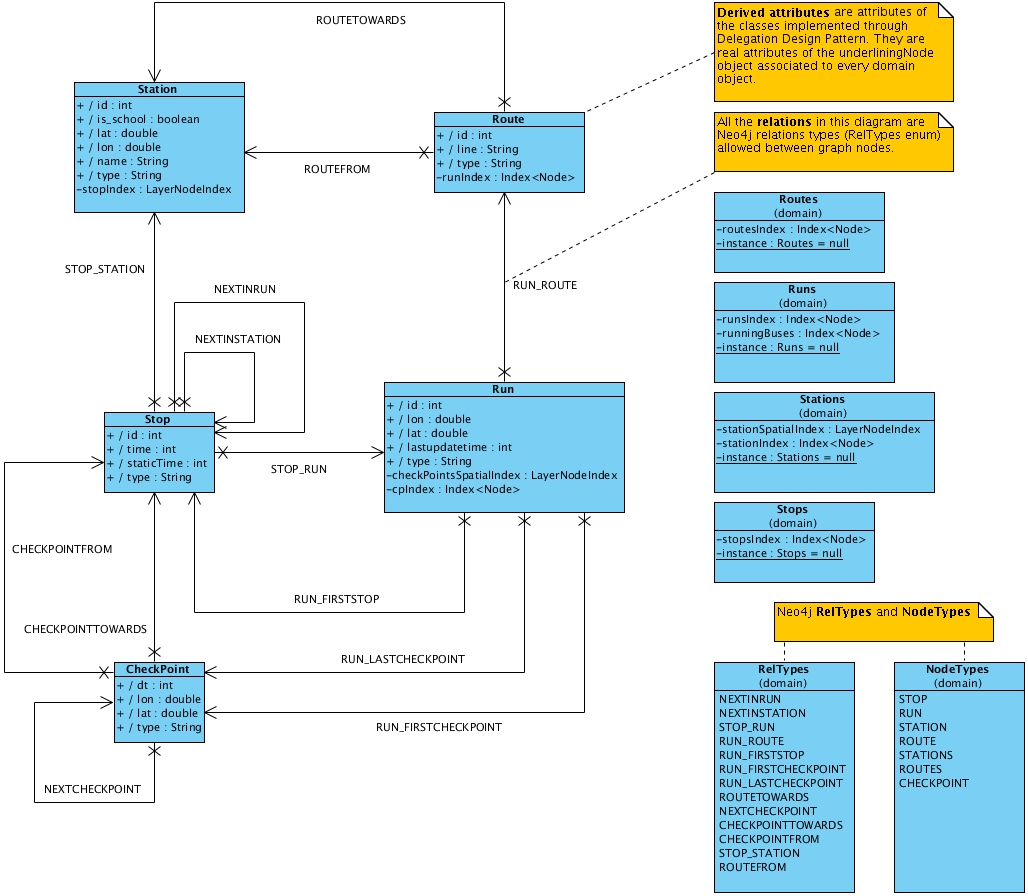 ROUTETOWARDS
Station
+ / id : int
+ / is_school : boolean
+ / lat : double
+ / lon : double
+ / name : String
+ / type : String
-stopIndex : LayerNodeIndex
ROUTEFROM
Route
+ / id : int
+ / line : String
+ / type : String
-runIndex : Index<Node>
Derived attributes are attributes of
the classes implemented through
Delegation Design Pattern. They are
real attributes of the underliningNode
object associated to every domain
object.
All the relations in this diagram are
Neo4j relations types (RelTypes enum)
allowed between graph nodes.
Routes
(domain)
-routesIndex : Index<Node>
-instance : Routes = null
STOP_STATION
NEXTINRUN
NEXTINSTATION
RUN_ROUTE
Runs
(domain)
-runsIndex : Index<Node>
-runningBuses : Index<Node>
-instance : Runs = null
Stop
+ / id : int
+ / time : int
+ / staticTime : int
+ / type : String
STOP_RUN
Run
+ / id : int
+ / lon : double
+ / lat : double
+ / lastupdatetime : int
+ / type : String
-checkPointsSpatialIndex : LayerNodeIndex
-cpIndex : Index<Node>
Stations
(domain)
-stationSpatialIndex : LayerNodeIndex
-stationIndex : Index<Node>
-instance : Stations = null
Stops
(domain)
-stopsIndex : Index<Node>
-instance : Stops = null
CHECKPOINTFROM
RUN_FIRSTSTOP
CHECKPOINTTOWARDS
RUN_LASTCHECKPOINT
RUN_FIRSTCHECKPOINT
CheckPoint
+ / dt : int
+ / lon : double
+ / lat : double
+ / type : String
NEXTCHECKPOINT
Neo4j RelTypes and NodeTypes
RelTypes
(domain)
NEXTINRUN
NEXTINSTATION
STOP_RUN
RUN_ROUTE
RUN_FIRSTSTOP
RUN_FIRSTCHECKPOINT
RUN_LASTCHECKPOINT
ROUTETOWARDS
NEXTCHECKPOINT
CHECKPOINTTOWARDS
CHECKPOINTFROM
STOP_STATION
ROUTEFROM
NodeTypes
(domain)
STOP
RUN
STATION
ROUTE
STATIONS
ROUTES
CHECKPOINT